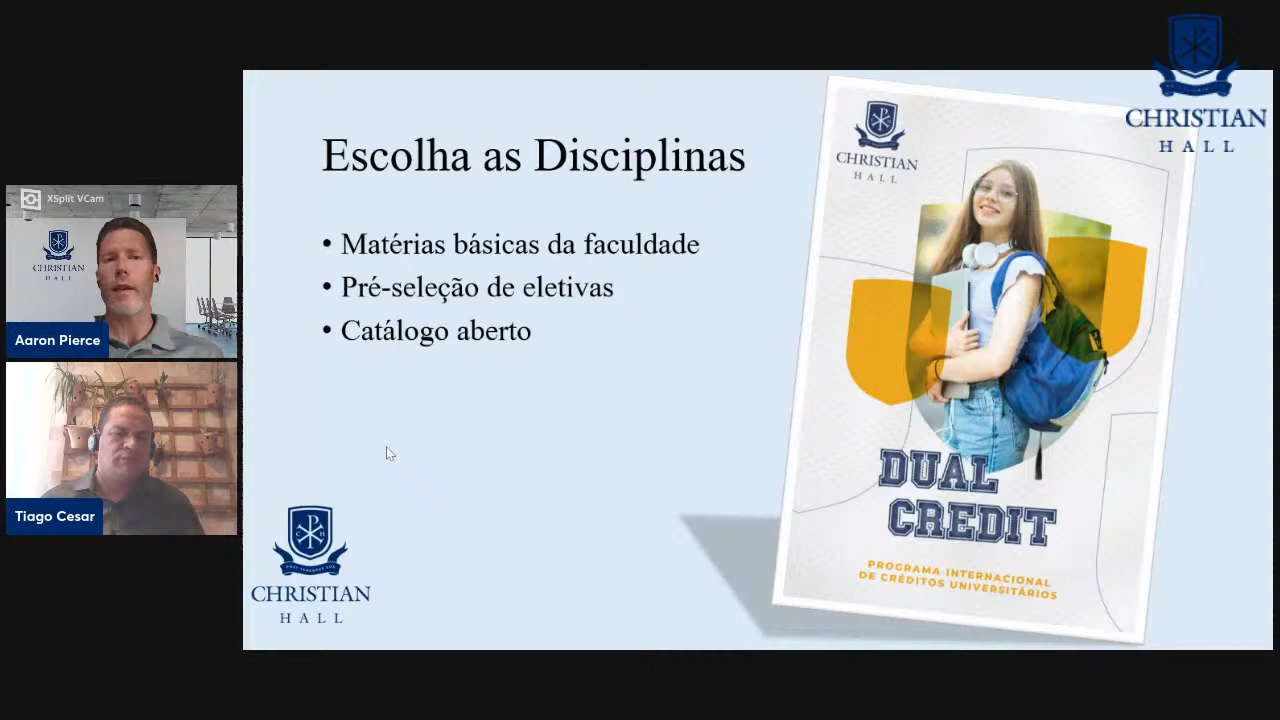 XSplit VCam
CHRISTIAN
HALL
Aaron Pierce
Tiago Cesar
Escolha as Disciplinas
• Matérias básicas da faculdade
• Pré-seleção de eletivas
• Catálogo aberto
CHRISTIAN
HALL
CHRISTIAN
HALL
DUAL
CREDIT
PROGRAMA INTERNACIONAL
DE CRÉDITOS UNIVERSITÁRIOS
CHRISTIAN
HALL